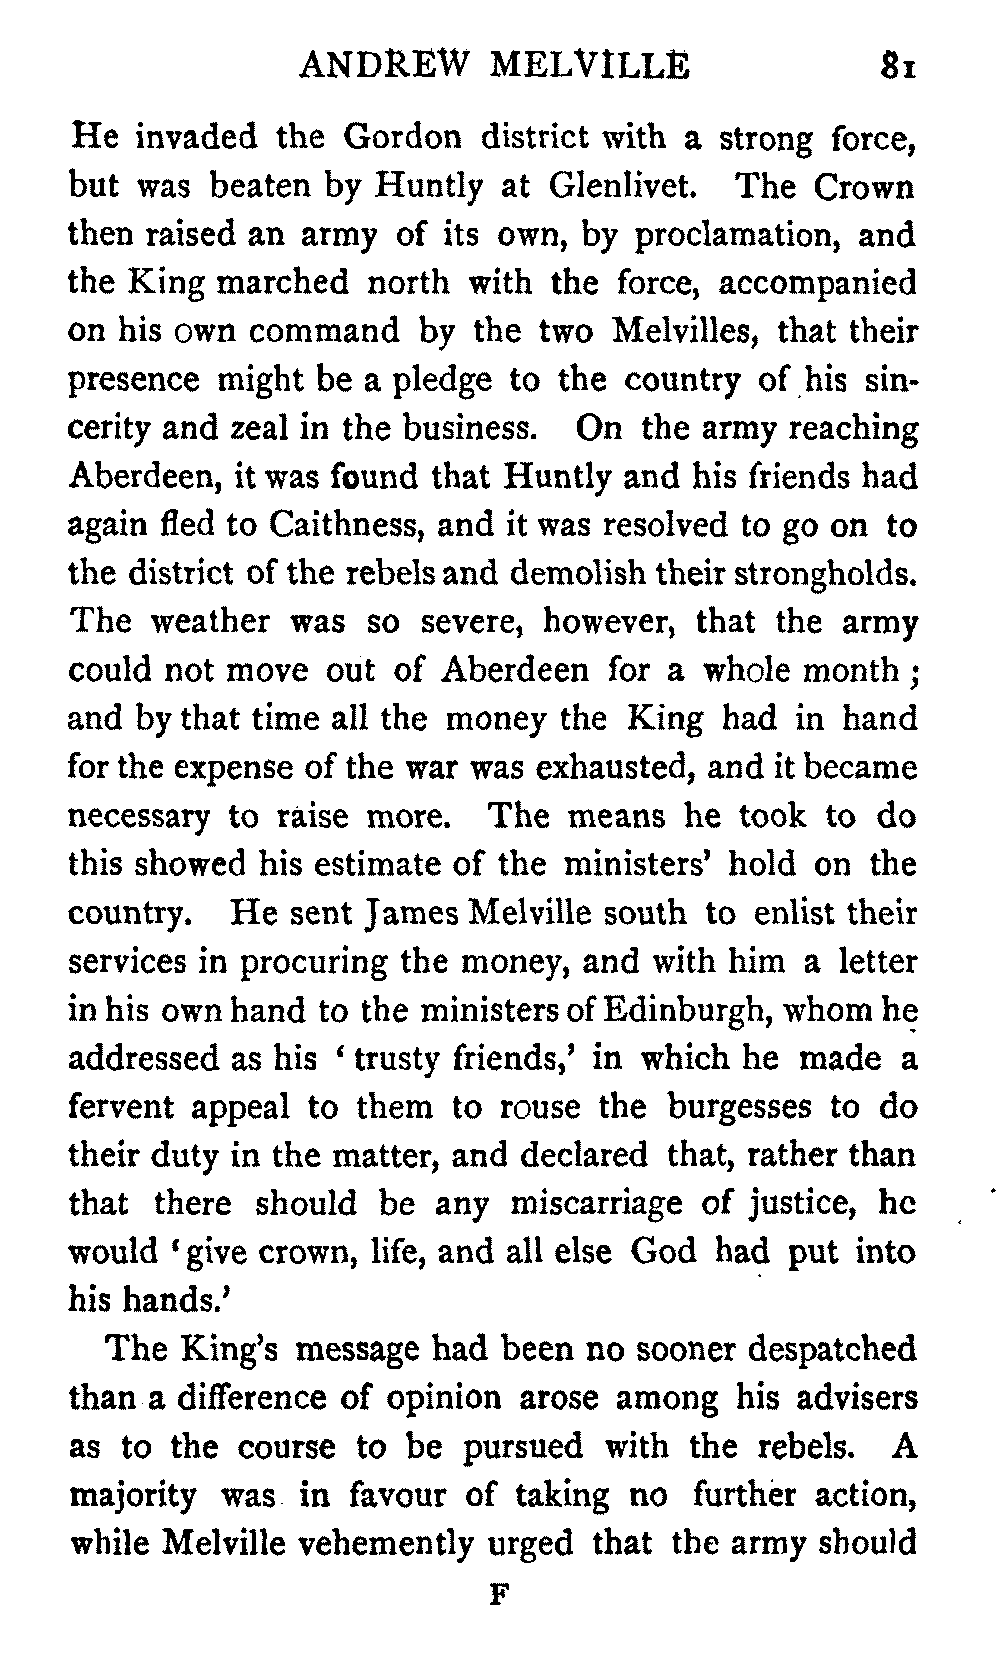 ANDREW MELVILLE 81
He invaded the Gordon district with a strong force,
but was beaten by Huntly at Glenlivet. The Crown
then raised an army of its own, by proclamation, and
the King marched north with the force, accompanied
on his own command by the two Melvilles, that their
presence might be a pledge to the country of his sin-
cerity and zeal in the business. On the army reaching
Aberdeen, it was found that Huntly and his friends had
again fled to Caithness, and it was resolved to go on to
the district of the rebels and demolish their strongholds.
The weather was so severe, however, that the army
could not move out of Aberdeen for a whole month ;
and by that time all the money the King had in hand
for the expense of the war was exhausted, and it became
necessary to raise more. The means he took to do
this showed his estimate of the ministers' hold on the
country. He sent James Melville south to enlist their
services in procuring the money, and with him a letter
in his own hand to the ministers of Edinburgh, whom he
addressed as his ‘trusty friends,’ in which he made a
fervent appeal to them to rouse the burgesses to do
their duty in the matter, and declared that, rather than
that there should be any miscarriage of justice, he
would ‘give crown, life, and all else God had put into
his hands.’
The King's message had been no sooner despatched
than a difference of opinion arose among his advisers
as to the course to be pursued with the rebels. A
majority was in favour of taking no further action,
while Melville vehemently urged that the army should
F